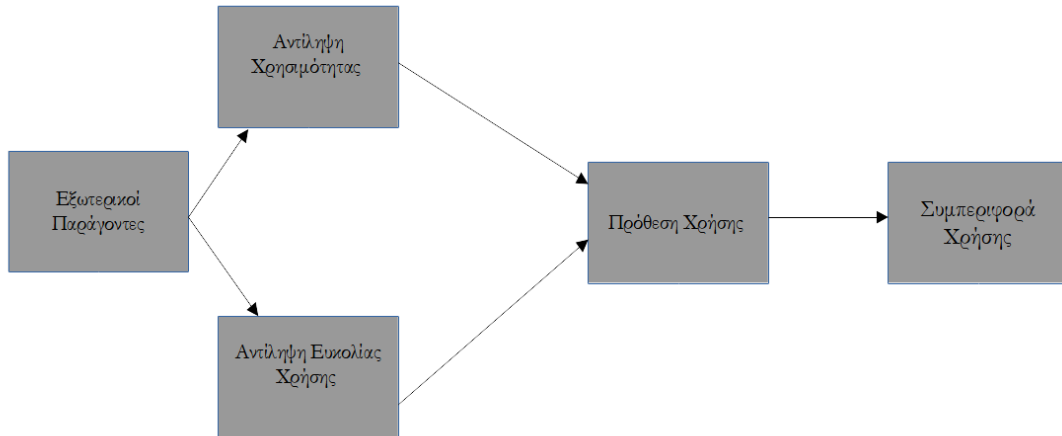 Αντίληψη
Χρησιμότητας
Εξωτερικοί
Παράγοντες
Πρόθεση Χρήσης
Συμπεριφορά
Χρήσης
Αντίληψη Ευκολίας
Χρήσης